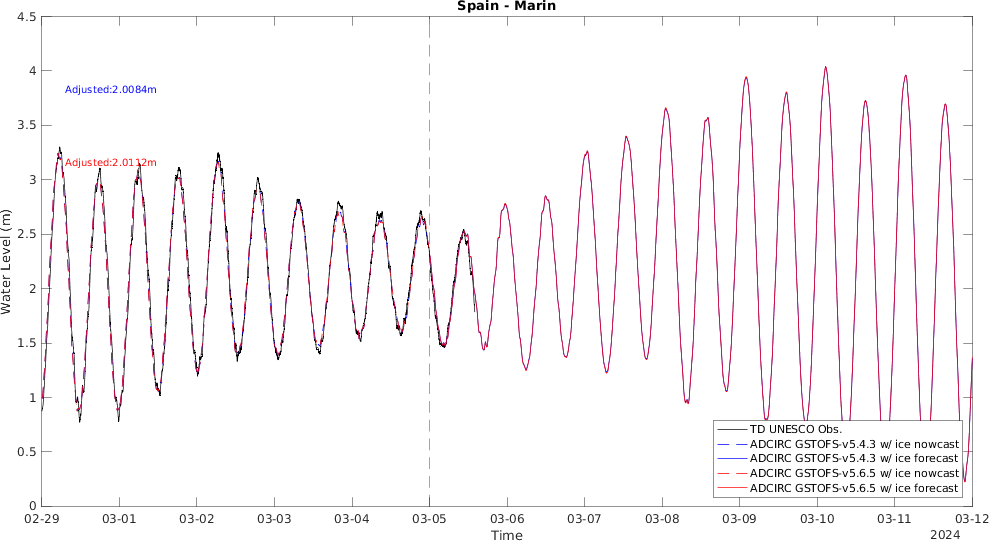 Spain - Marin
Water Level (m)
4.5
4
3.5
3
2.5
2
1.5
1
0.5
0
Adjusted:2.0084m
Adjusted:2.0112m
TD UNESCO Obs.
ADCIRC GSTOFS-v5.4.3 w/ ice nowcast
ADCIRC GSTOFS-v5.4.3 w/ ice forecast
ADCIRC GSTOFS-v5.6.5 w/ ice nowcast
ADCIRC GSTOFS-v5.6.5 w/ ice forecast
02-29 03-01 03-02 03-03 03-04 03-05 03-06 03-07 03-08 03-09 03-10 03-11 03-12
Time
2024